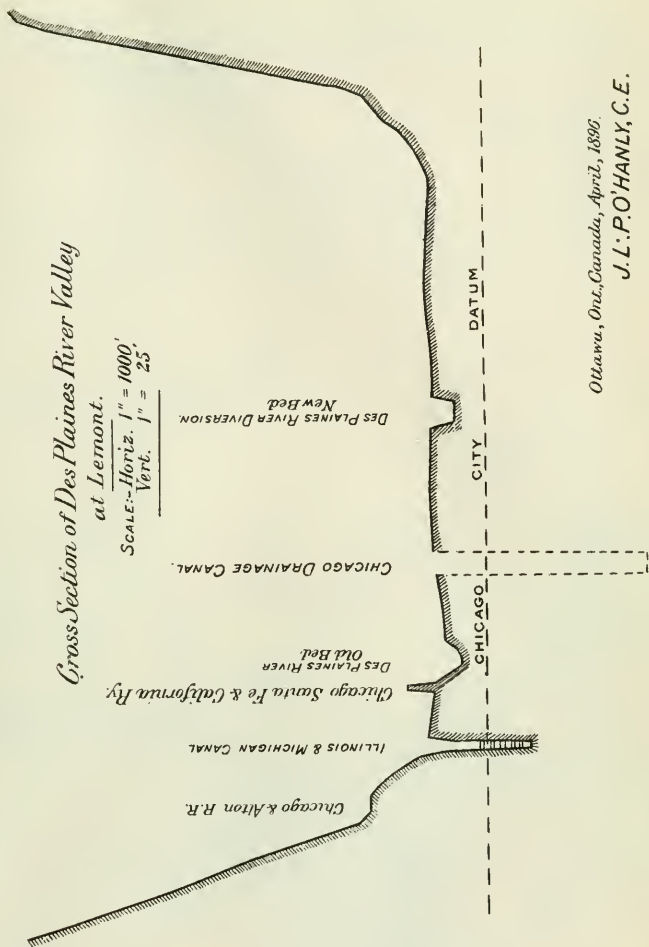 Cross Section of Des Plaines River Valley
at Lemont.
SCALE:- Horiz. 1" = 1000'
Vert. 1" = 25'
Chicago & Alton R.R.
ILLINOIS & MICHIGAN CANAL
Chicago Santa Fe & California Ry.
DES PLAINES RIVER
Old Bed.
CHICAGO DRAINAGE CANAL.
DES PLAINES RIVER DIVERSION.
New Bed.
CHICAGO CITY DATUM
Ottawa, Ont., Canada, April, 1896.
J. L. P. O'HANLY, C.E.